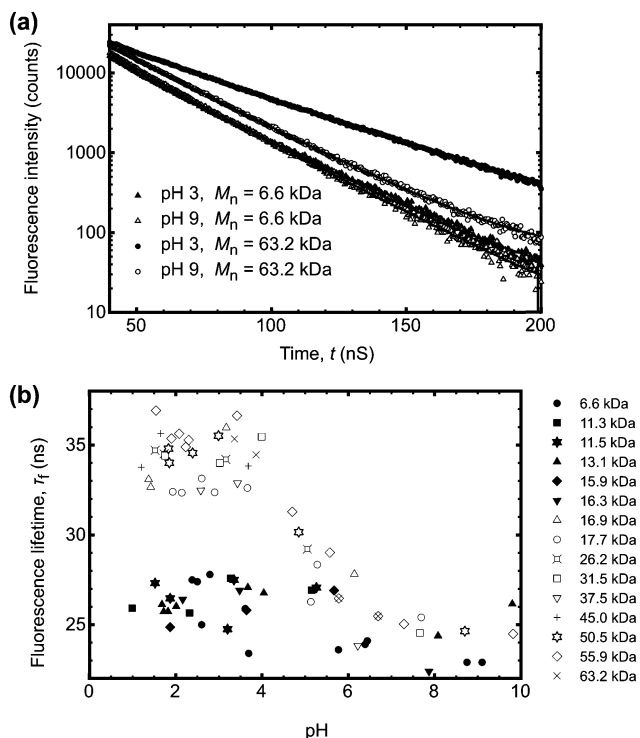 (a)
Fluorescence intensity (counts)
10000
1000
100
10
pH 3, Mn = 6.6 kDa
pH 9, Mn = 6.6 kDa
pH 3, Mn = 63.2 kDa
pH 9, Mn = 63.2 kDa
50 100 150 200
Time, t (nS)
(b)
Fluorescence lifetime, τf (ns)
35
31
27
25
0 2 4 6 8 10
pH
6.6 kDa
11.3 kDa
11.5 kDa
13.1 kDa
15.9 kDa
16.3 kDa
16.9 kDa
17.7 kDa
26.2 kDa
31.5 kDa
37.5 kDa
45.0 kDa
50.5 kDa
55.9 kDa
63.2 kDa